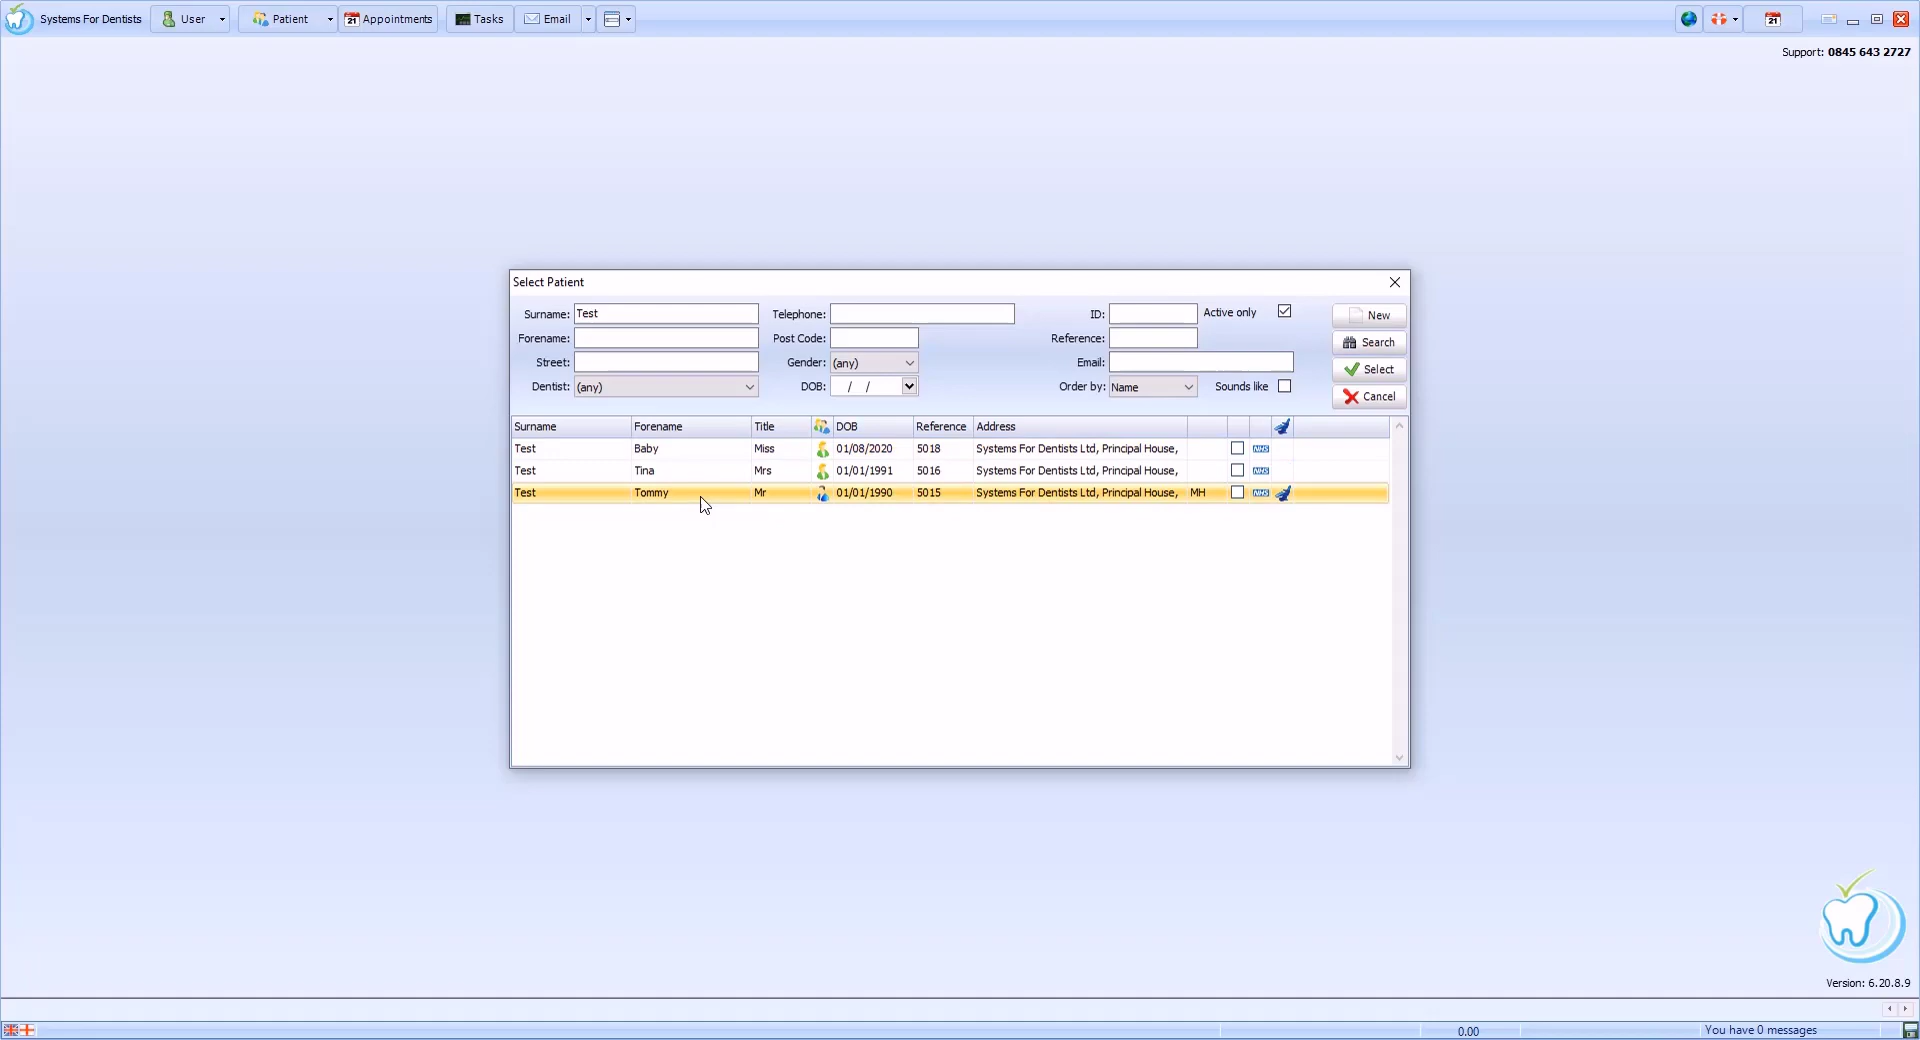 Systems For Dentists User Patient 21 Appointments Tasks Email 21
Support: 0845 643 2727
Select Patient
Surname: Test Telephone: ID: Active only New
Forename: Post Code: Reference: Search
Street: Gender: (any) Email: Select
Dentist: (any) DOB: / / Order by: Name Sounds like Cancel
Surname Forename Title DOB Reference Address
Test Baby Miss 01/08/2020 5018 Systems For Dentists Ltd, Principal House, NHS
Test Tina Mrs 01/01/1991 5016 Systems For Dentists Ltd, Principal House, NHS
Test Tommy Mr 01/01/1990 5015 Systems For Dentists Ltd, Principal House, MH NHS
Version: 6.20.8.9
0.00 You have 0 messages